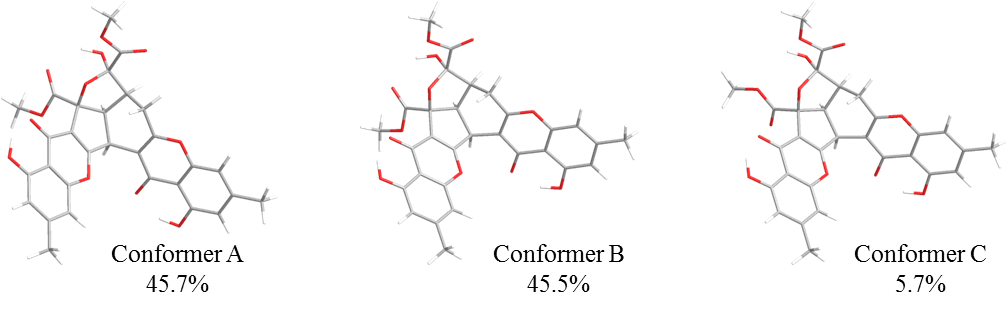 Conformer A
45.7%
Conformer B
45.5%
Conformer C
5.7%